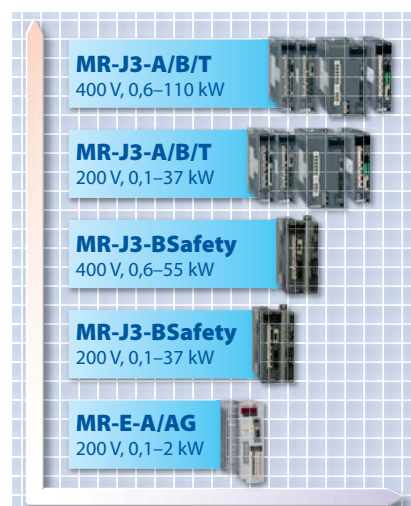 MR-J3-A/B/T
400 V, 0,6–110 kW
MR-J3-A/B/T
200 V, 0,1–37 kW
MR-J3-BSafety
400 V, 0,6–55 kW
MR-J3-BSafety
200 V, 0,1–37 kW
MR-E-A/AG
200 V, 0,1–2 kW